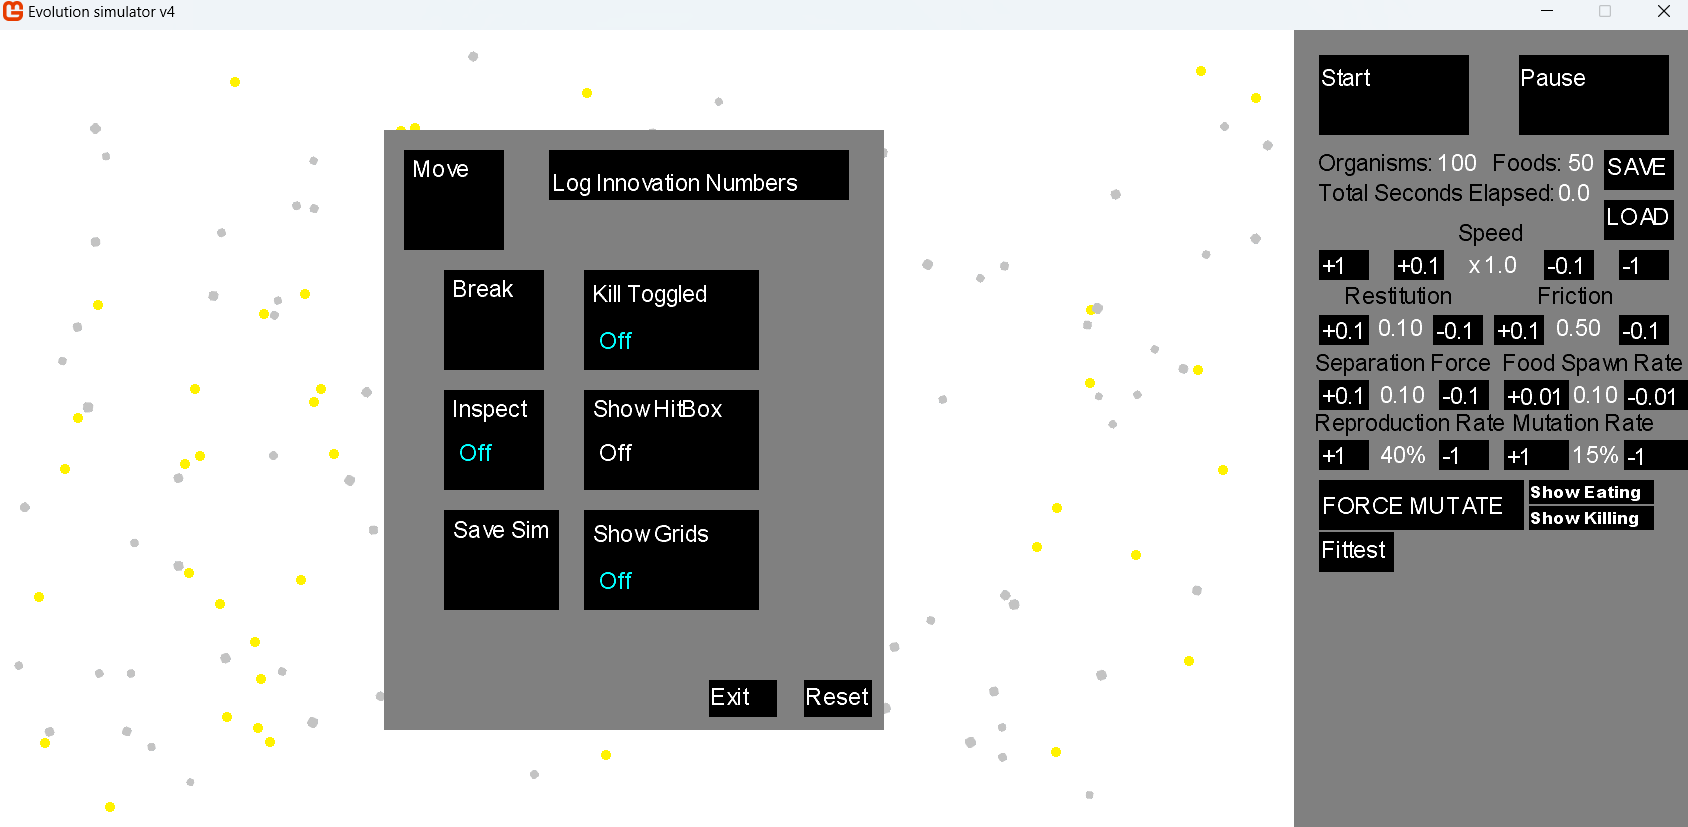 Evolution simulator v4
Move
Log Innovation Numbers
Break
Kill Toggled
Off
Inspect
Off
Show HitBox
Off
Save Sim
Show Grids
Off
Exit
Reset
Start
Pause
Organisms: 100 Foods: 50
SAVE
Total Seconds Elapsed: 0.0
LOAD
Speed
+1 +0.1 x1.0 -0.1 -1
Restitution Friction
+0.1 0.10 -0.1 +0.1 0.50 -0.1
Separation Force Food Spawn Rate
+0.1 0.10 -0.1 +0.01 0.10 -0.01
Reproduction Rate Mutation Rate
+1 40% -1 +1 15% -1
FORCE MUTATE
Show Eating
Show Killing
Fittest